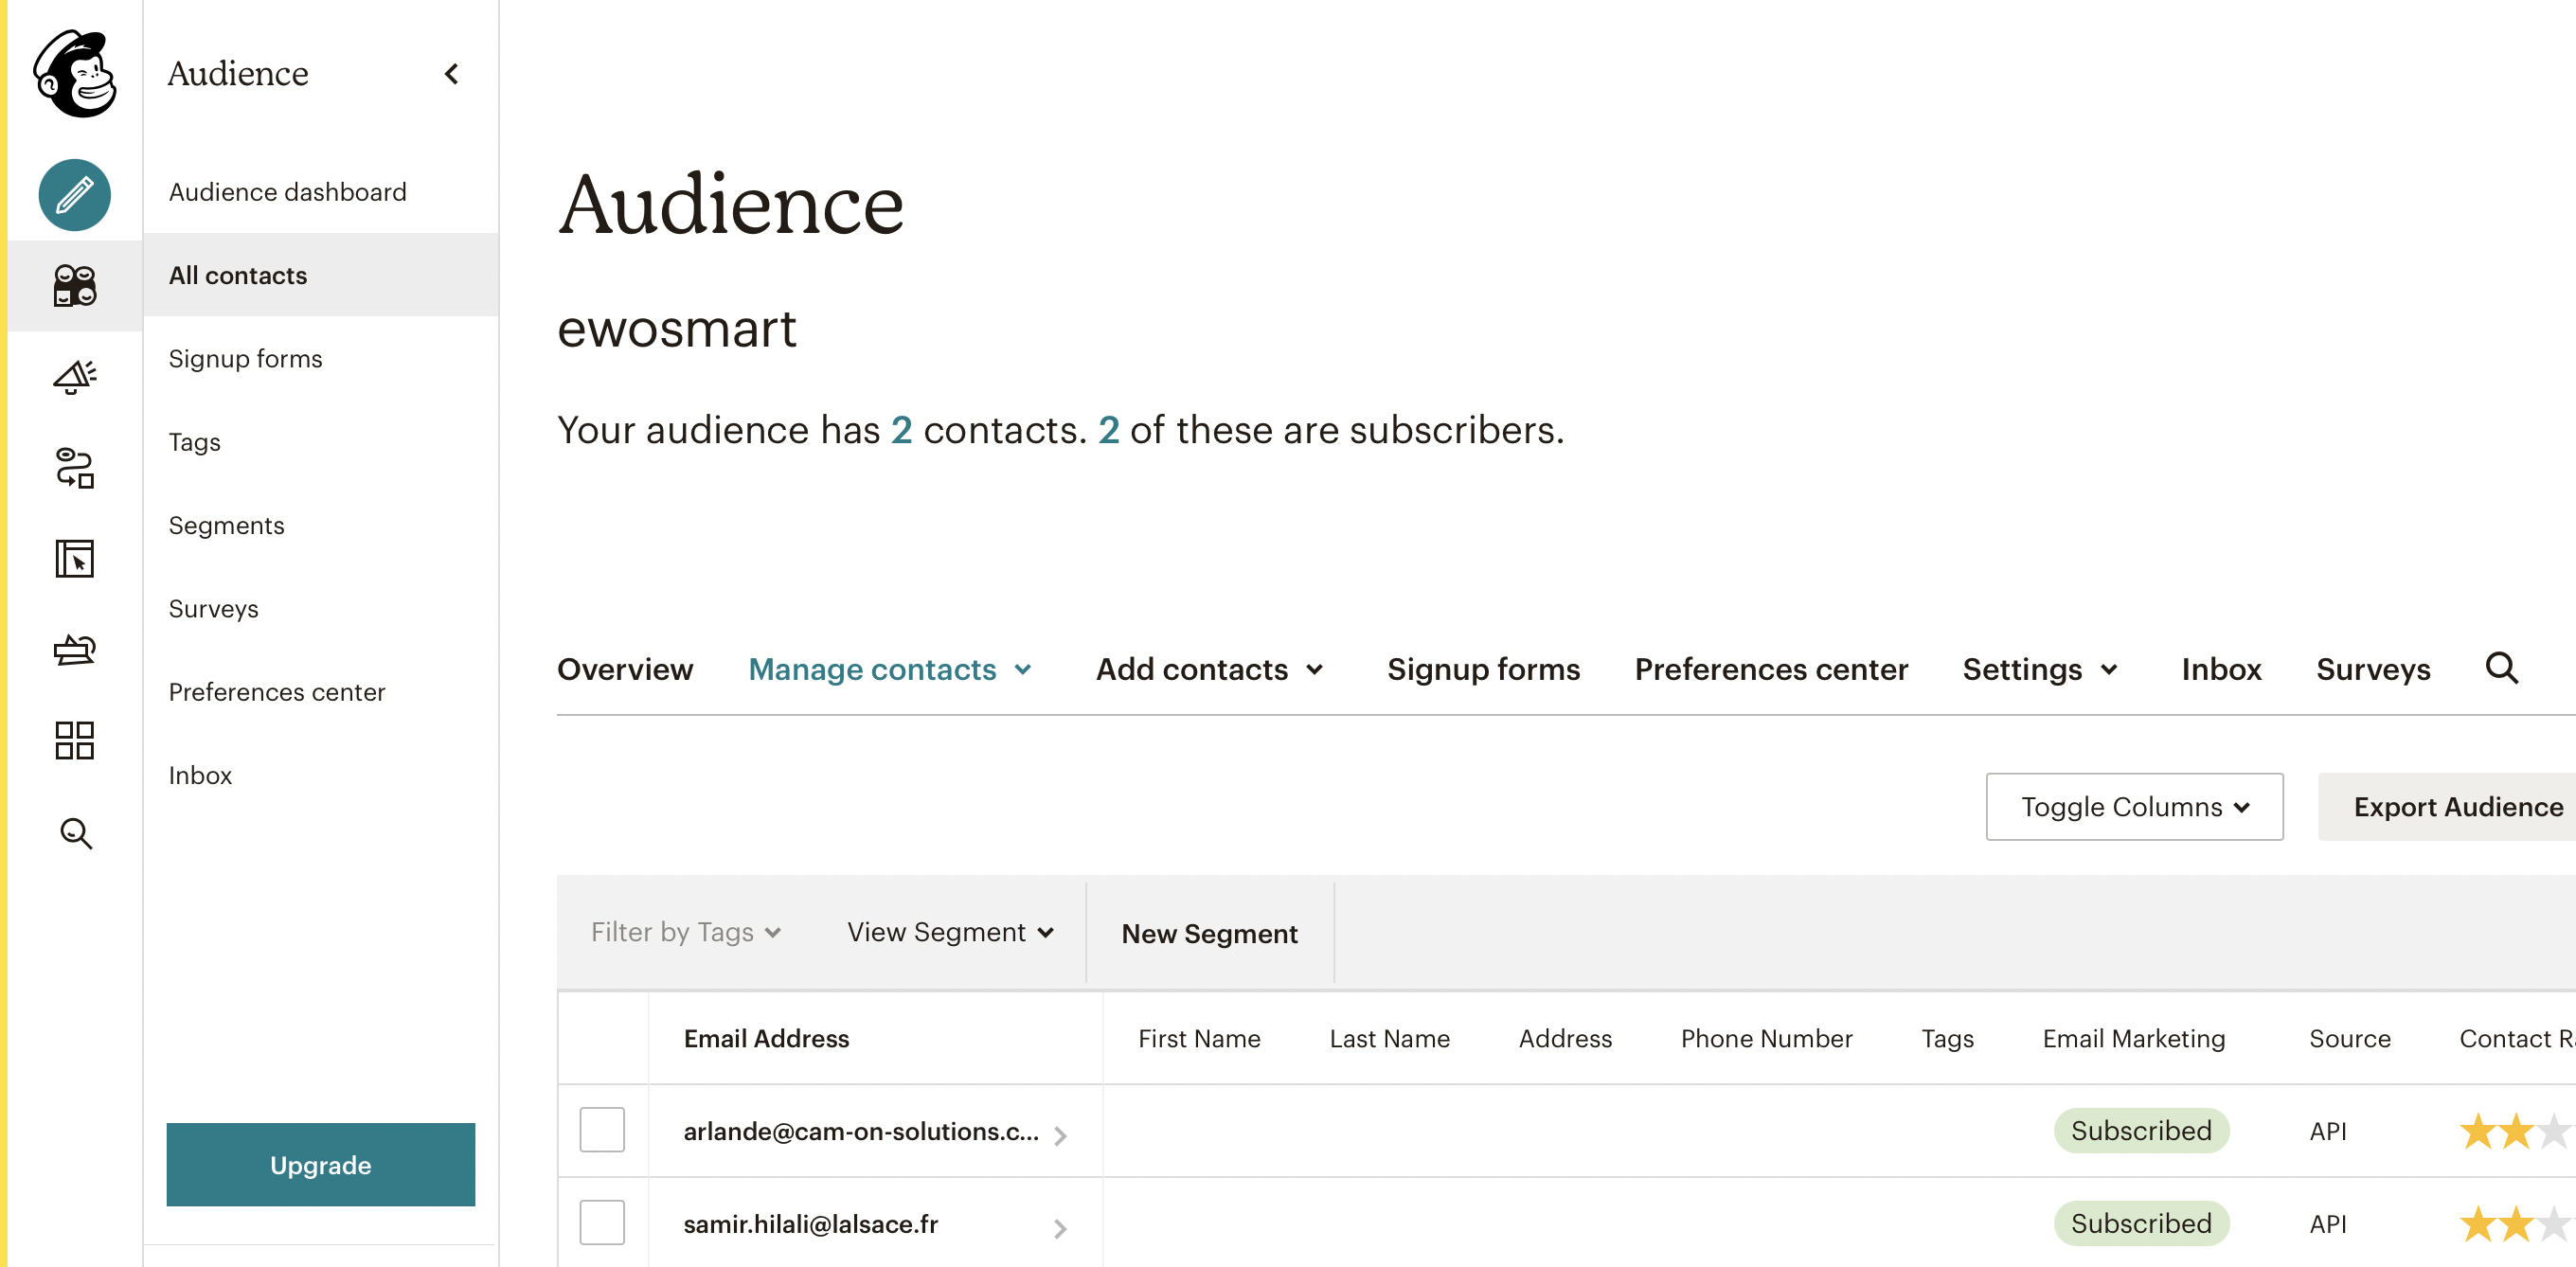 Audience
Audience dashboard
All contacts
Signup forms
Tags
Segments
Surveys
Preferences center
Inbox
Upgrade
Audience
ewosmart
Your audience has 2 contacts. 2 of these are subscribers.
Overview Manage contacts Add contacts Signup forms Preferences center Settings Inbox Surveys
Toggle Columns Export Audience
Filter by Tags View Segment New Segment
Email Address First Name Last Name Address Phone Number Tags Email Marketing Source Contact
arlande@cam-on-solutions.c... Subscribed API
samir.hilali@lalsace.fr Subscribed API